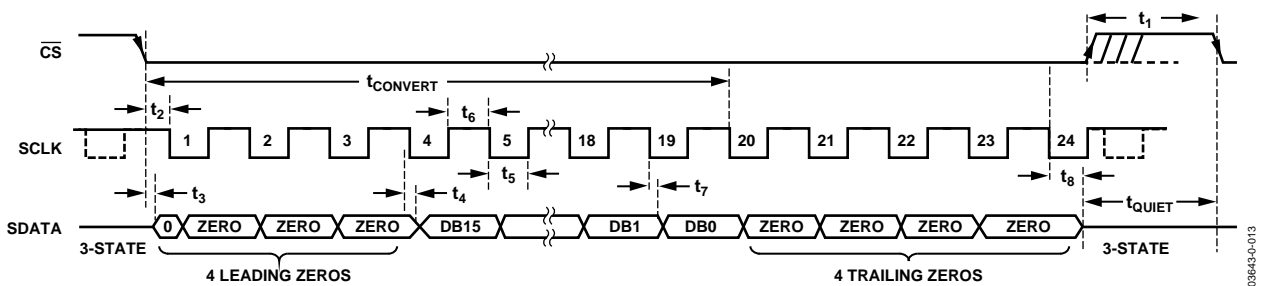 t1
CS
tCONVERT
t2
t6
1 2 3 4 5 18 19 20 21 22 23 24
SCLK
t3
t4
t5
t7
t8
tQUIET
SDATA
0 ZERO ZERO ZERO DB15 DB1 DB0 ZERO ZERO ZERO ZERO
3-STATE
3-STATE
4 LEADING ZEROS
4 TRAILING ZEROS
03643-0-013